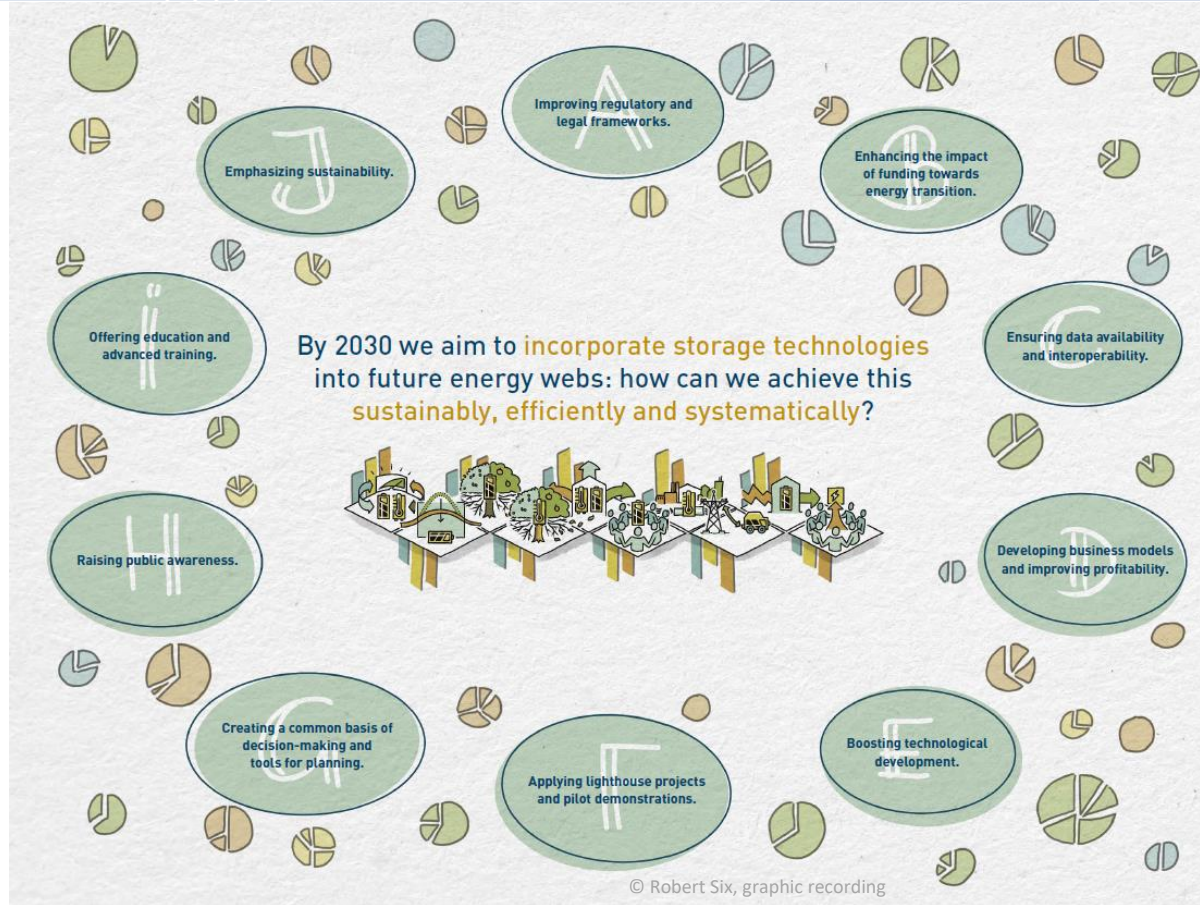 By 2030 we aim to incorporate storage technologies
into future energy webs: how can we achieve this
sustainably, efficiently and systematically?
A
Improving regulatory and
legal frameworks.
B
Enhancing the impact
of funding towards
energy transition.
C
Ensuring data availability
and interoperability.
D
Developing business models
and improving profitability.
E
Boosting technological
development.
F
Applying lighthouse projects
and pilot demonstrations.
G
Creating a common basis of
decision-making and
tools for planning.
H
Raising public awareness.
i
Offering education and
advanced training.
J
Emphasizing sustainability.
© Robert Six, graphic recording